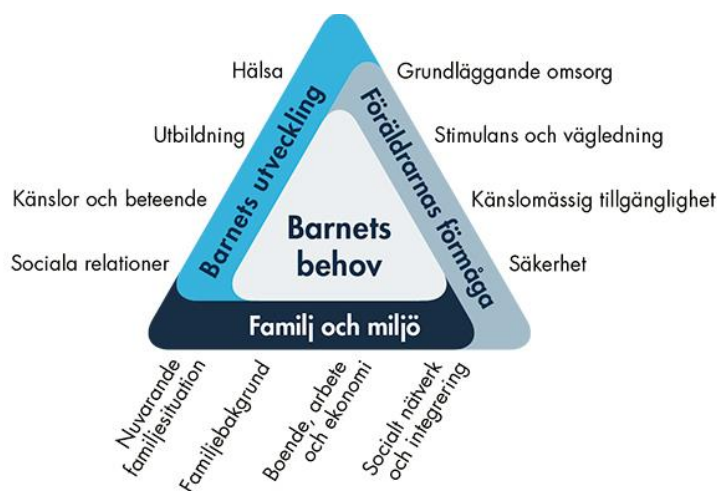 Hälsa
Utbildning
Känslor och beteende
Sociala relationer
Barnets utveckling
Grundläggande omsorg
Stimulans och vägledning
Känslomässig tillgänglighet
Säkerhet
Föräldrarnas förmåga
Barnets
behov
Familj och miljö
Nuvarande
familjesituation
Familjebakgrund
Boende, arbete
och ekonomi
Socialt nätverk
och integrering